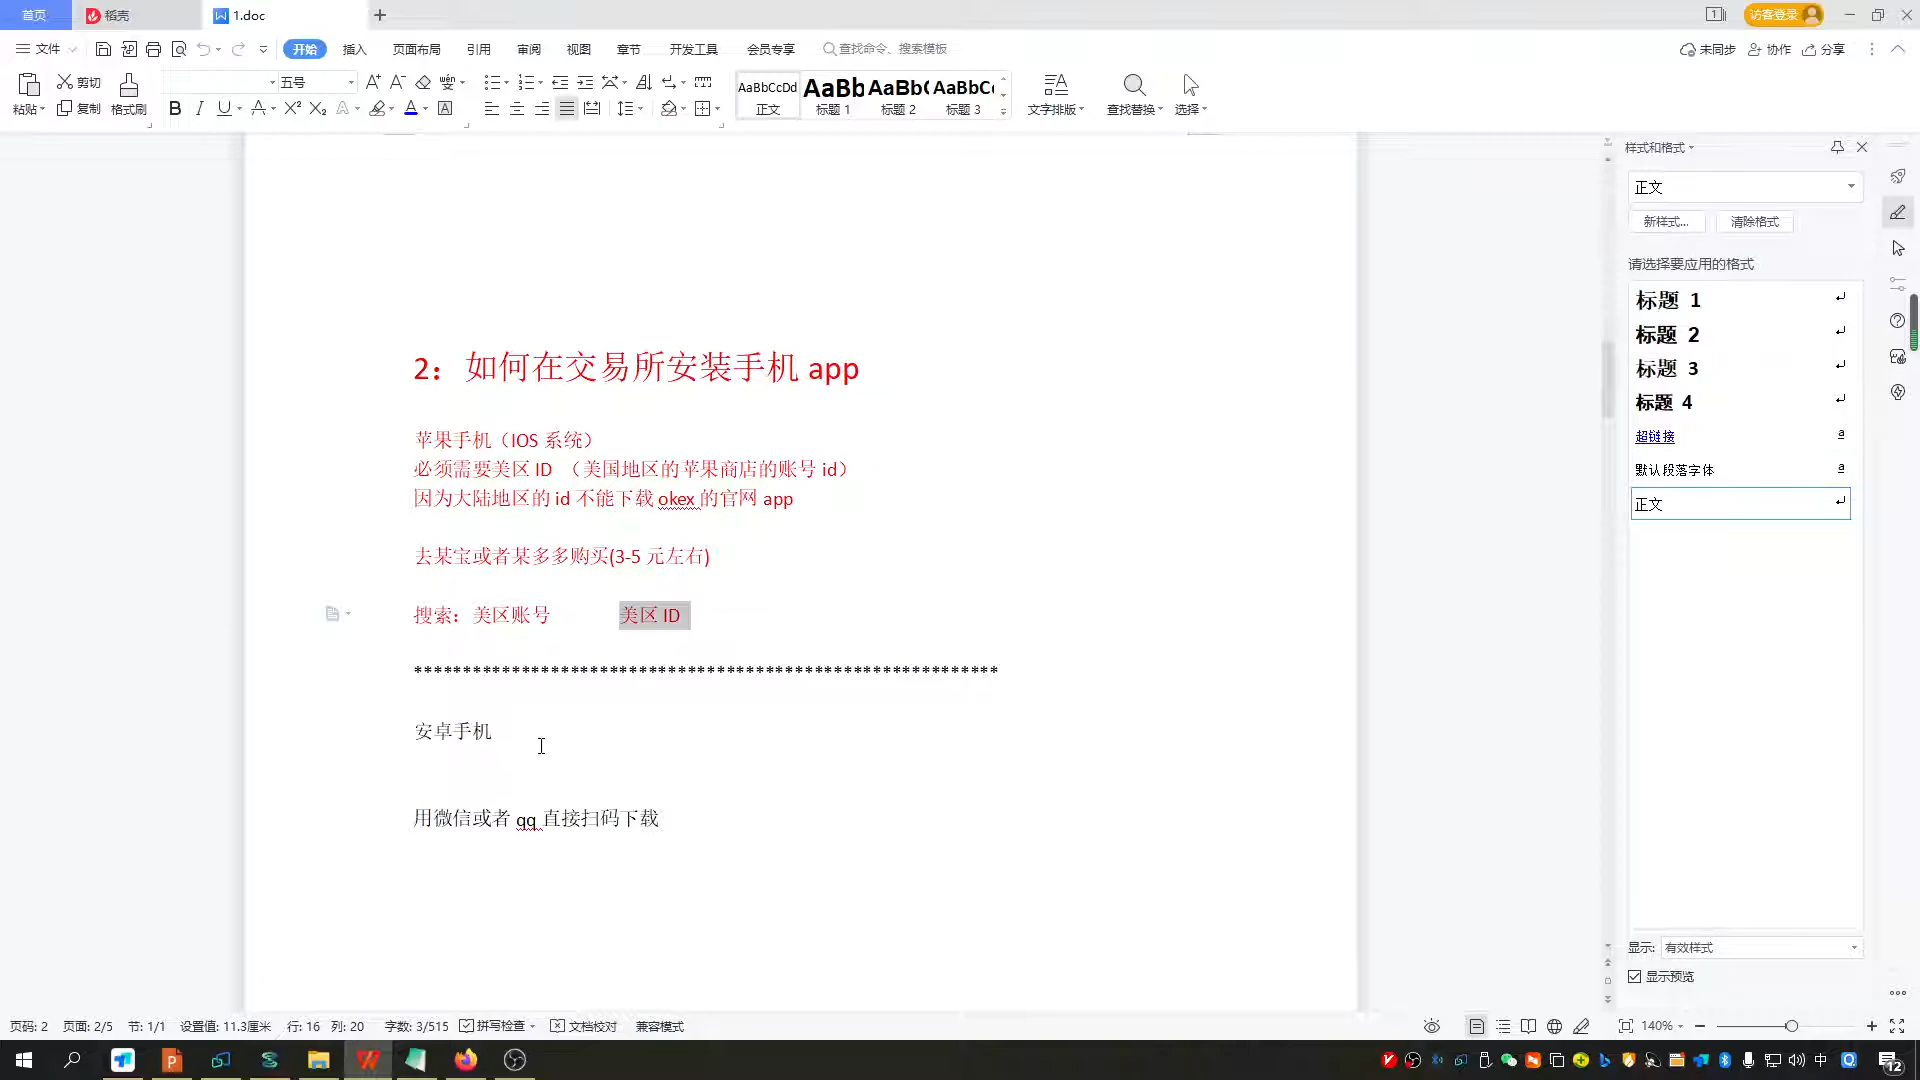 首页
稻壳
1.doc
访客登录
文件
开始
插入
页面布局
引用
审阅
视图
章节
开发工具
会员专享
查找命令、搜索模板
未同步
协作
分享
粘贴
剪切
复制
格式刷
五号
AaBbCcDd
正文
AaBb
标题 1
AaBb(
标题 2
AaBbC(
标题 3
文字排版
查找替换
选择
2：如何在交易所安装手机 app
苹果手机（IOS 系统）
必须需要美区 ID （美国地区的苹果商店的账号 id）
因为大陆地区的 id 不能下载 okex 的官网 app
去某宝或者某多多购买(3-5 元左右)
搜索：美区账号 美区 ID
************************************************************
安卓手机
用微信或者 qq 直接扫码下载
样式和格式
正文
新样式...
清除格式
请选择要应用的格式
标题 1
标题 2
标题 3
标题 4
超链接
默认段落字体
正文
显示: 有效样式
显示预览
页码: 2
页面: 2/5
节: 1/1
设置值: 11.3厘米
行: 16
列: 20
字数: 3/515
拼写检查
文档校对
兼容模式
140%
中
12